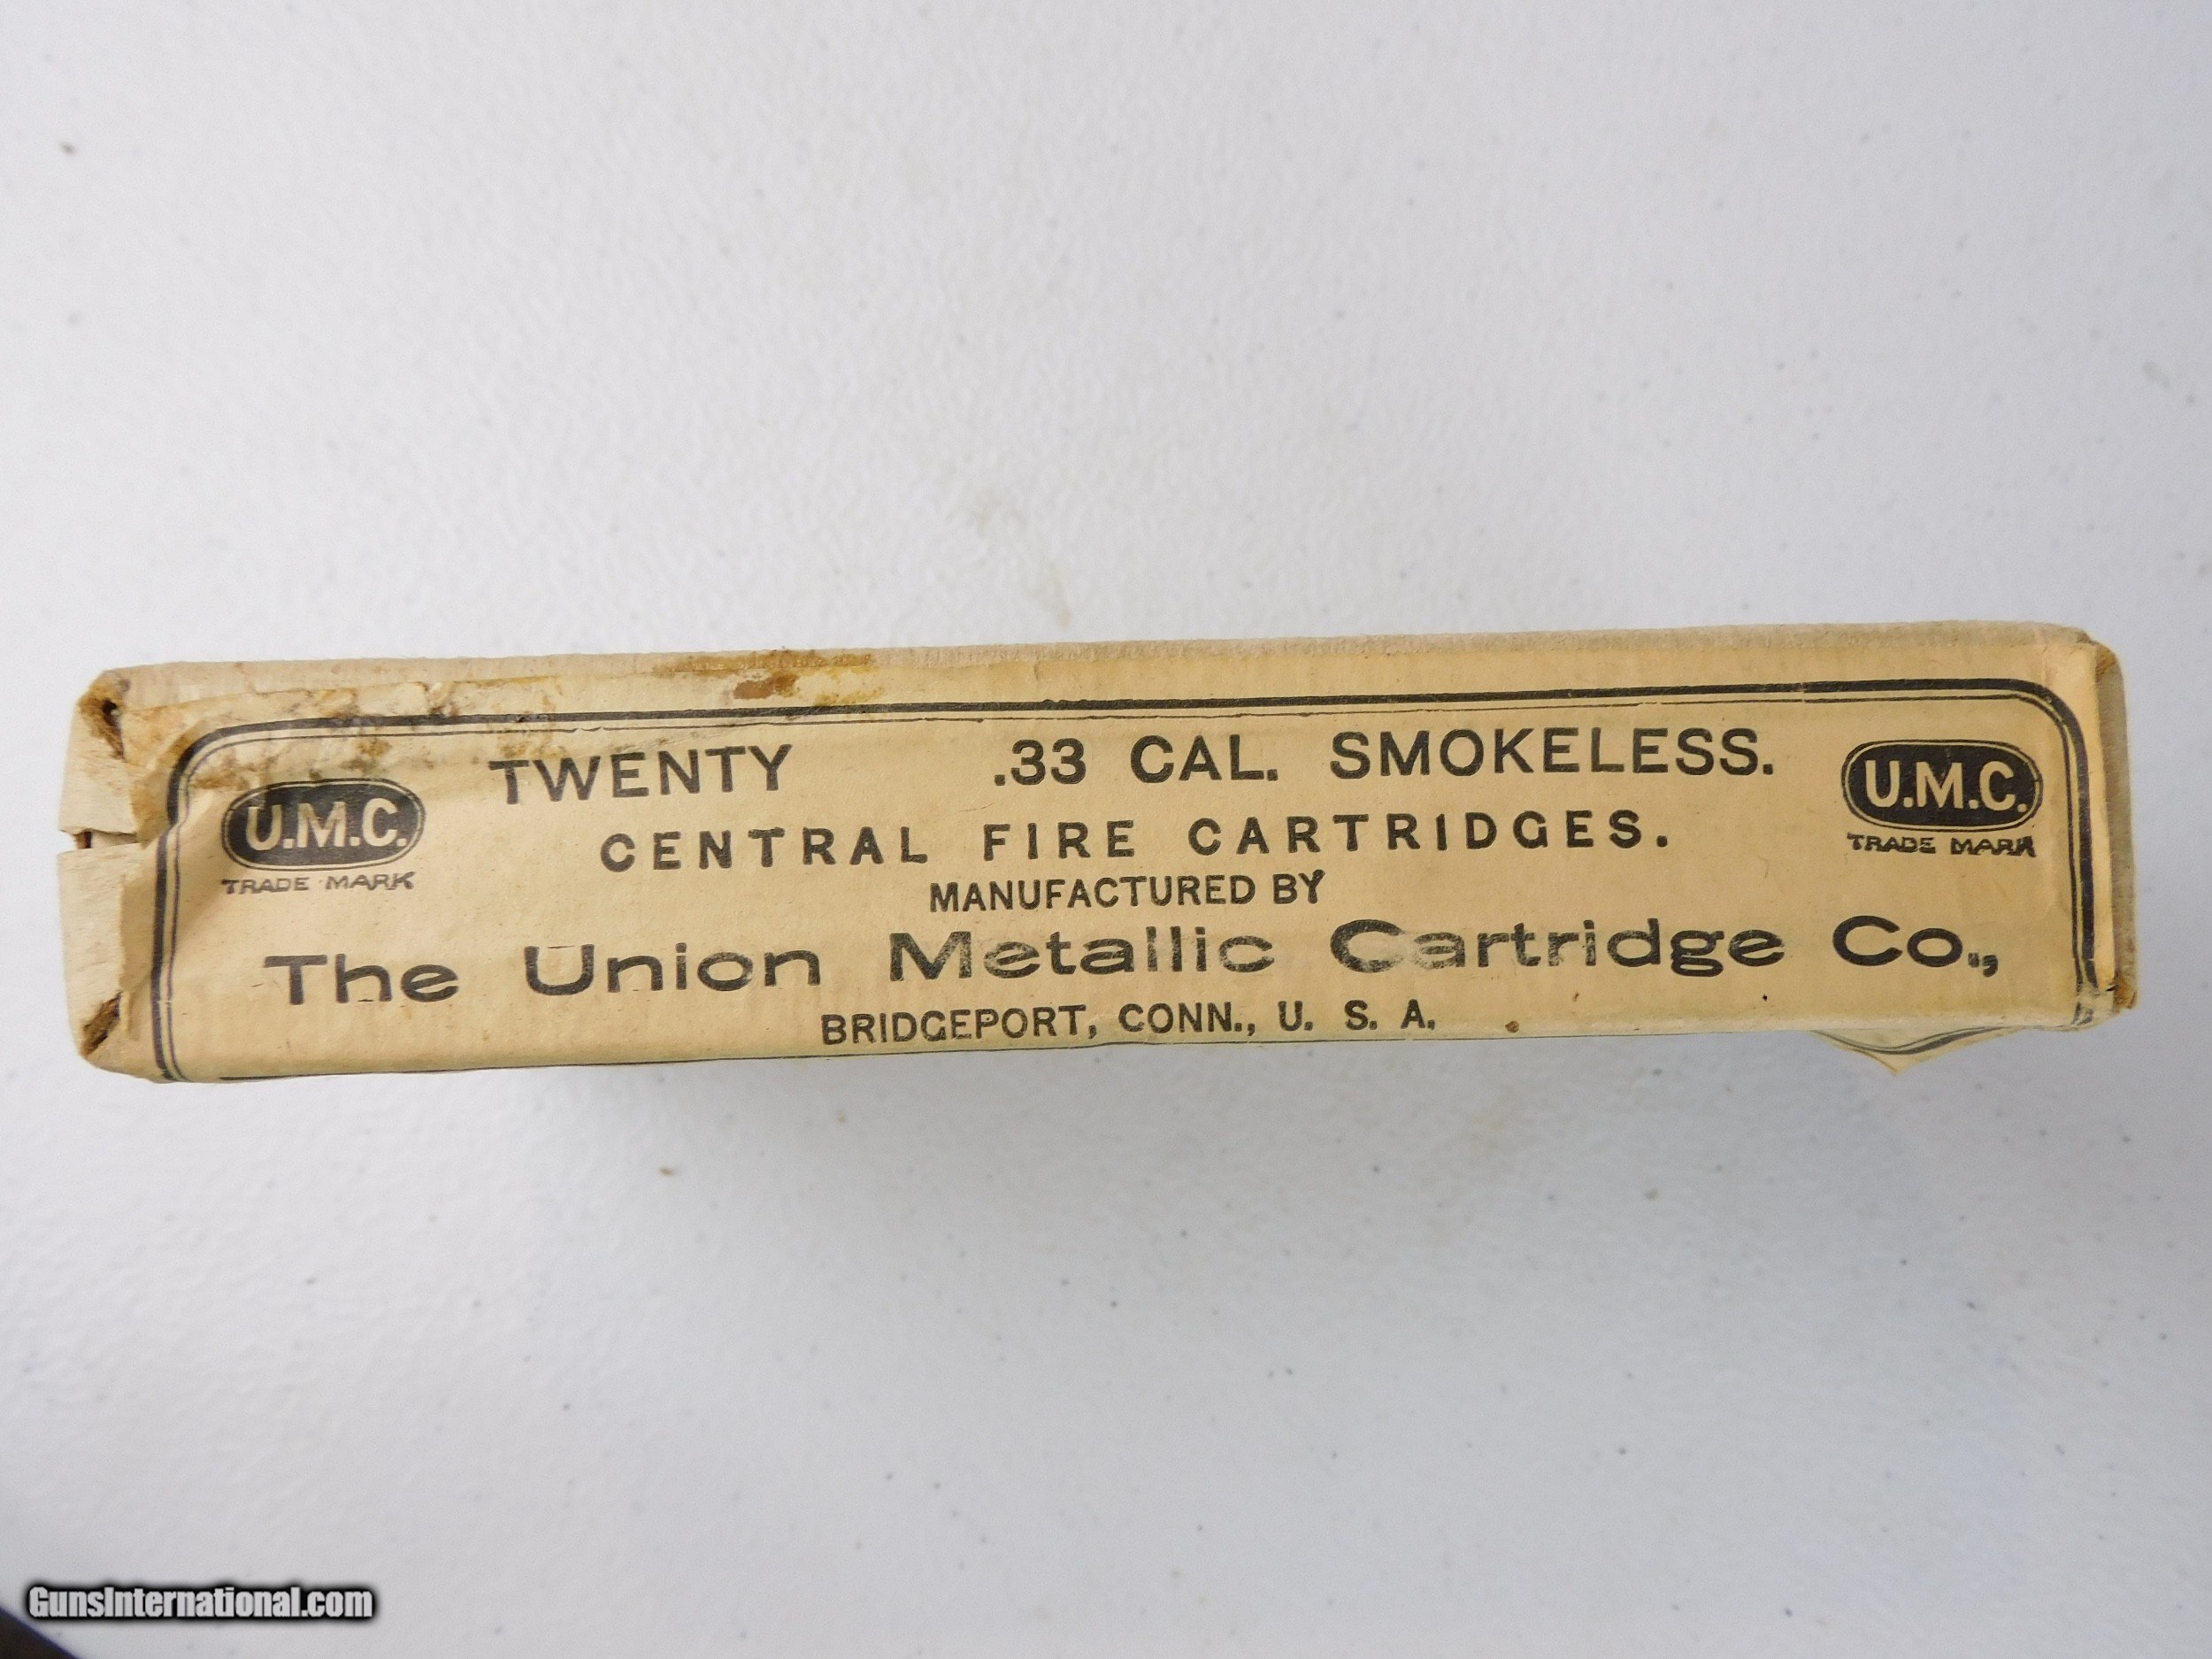 TWENTY .33 CAL. SMOKELESS.
U.M.C.
TRADE MARK
CENTRAL FIRE CARTRIDGES.
U.M.C.
TRADE MARK
MANUFACTURED BY
The Union Metallic Cartridge Co.,
BRIDGEPORT, CONN., U. S. A.
GunsInternational.com